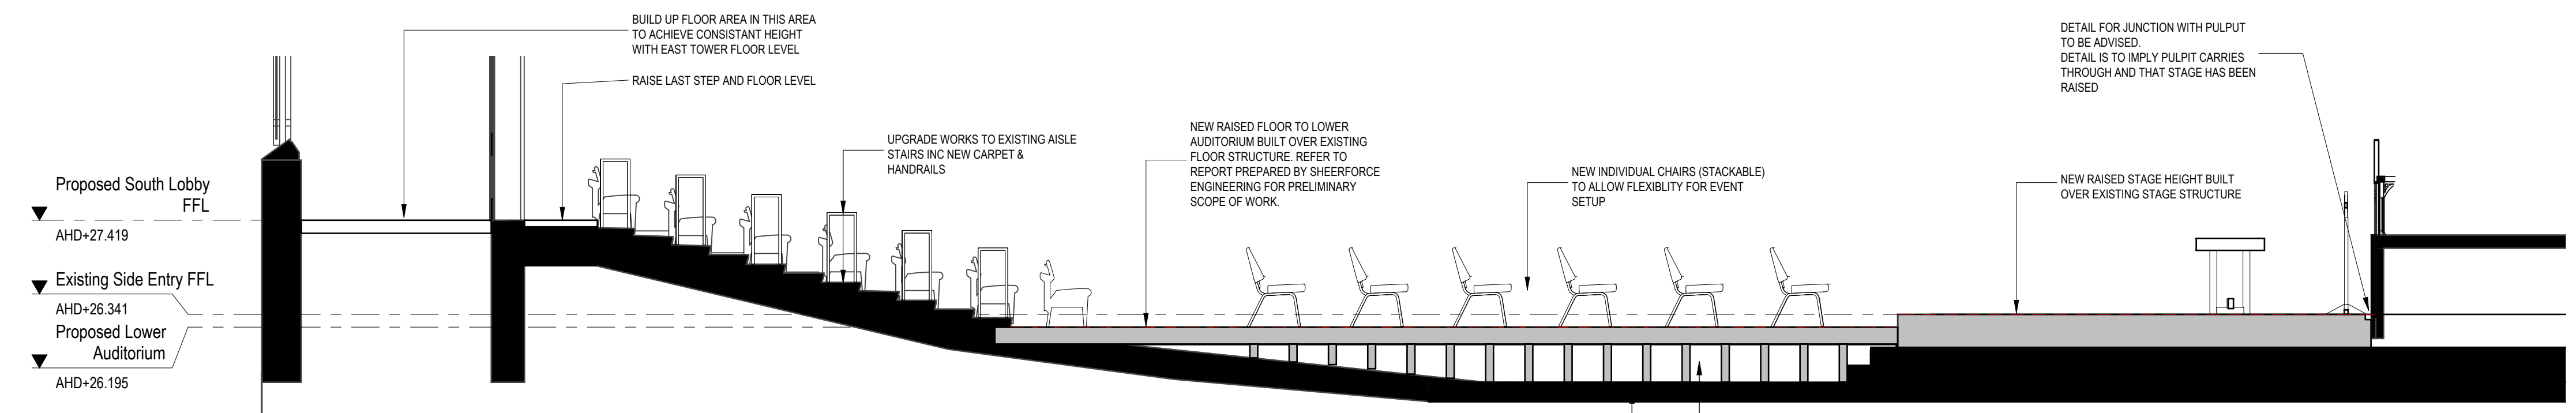 BUILD UP FLOOR AREA IN THIS AREA
TO ACHIEVE CONSISTANT HEIGHT
WITH EAST TOWER FLOOR LEVEL
RAISE LAST STEP AND FLOOR LEVEL
UPGRADE WORKS TO EXISTING AISLE
STAIRS INC NEW CARPET &
HANDRAILS
NEW RAISED FLOOR TO LOWER
AUDITORIUM BUILT OVER EXISTING
FLOOR STRUCTURE. REFER TO
REPORT PREPARED BY SHEERFORCE
ENGINEERING FOR PRELIMINARY
SCOPE OF WORK.
NEW INDIVIDUAL CHAIRS (STACKABLE)
TO ALLOW FLEXIBLITY FOR EVENT
SETUP
DETAIL FOR JUNCTION WITH PULPUT
TO BE ADVISED.
DETAIL IS TO IMPLY PULPIT CARRIES
THROUGH AND THAT STAGE HAS BEEN
RAISED
NEW RAISED STAGE HEIGHT BUILT
OVER EXISTING STAGE STRUCTURE
Proposed South Lobby
FFL
AHD+27.419
Existing Side Entry FFL
AHD+26.341
Proposed Lower
Auditorium
AHD+26.195